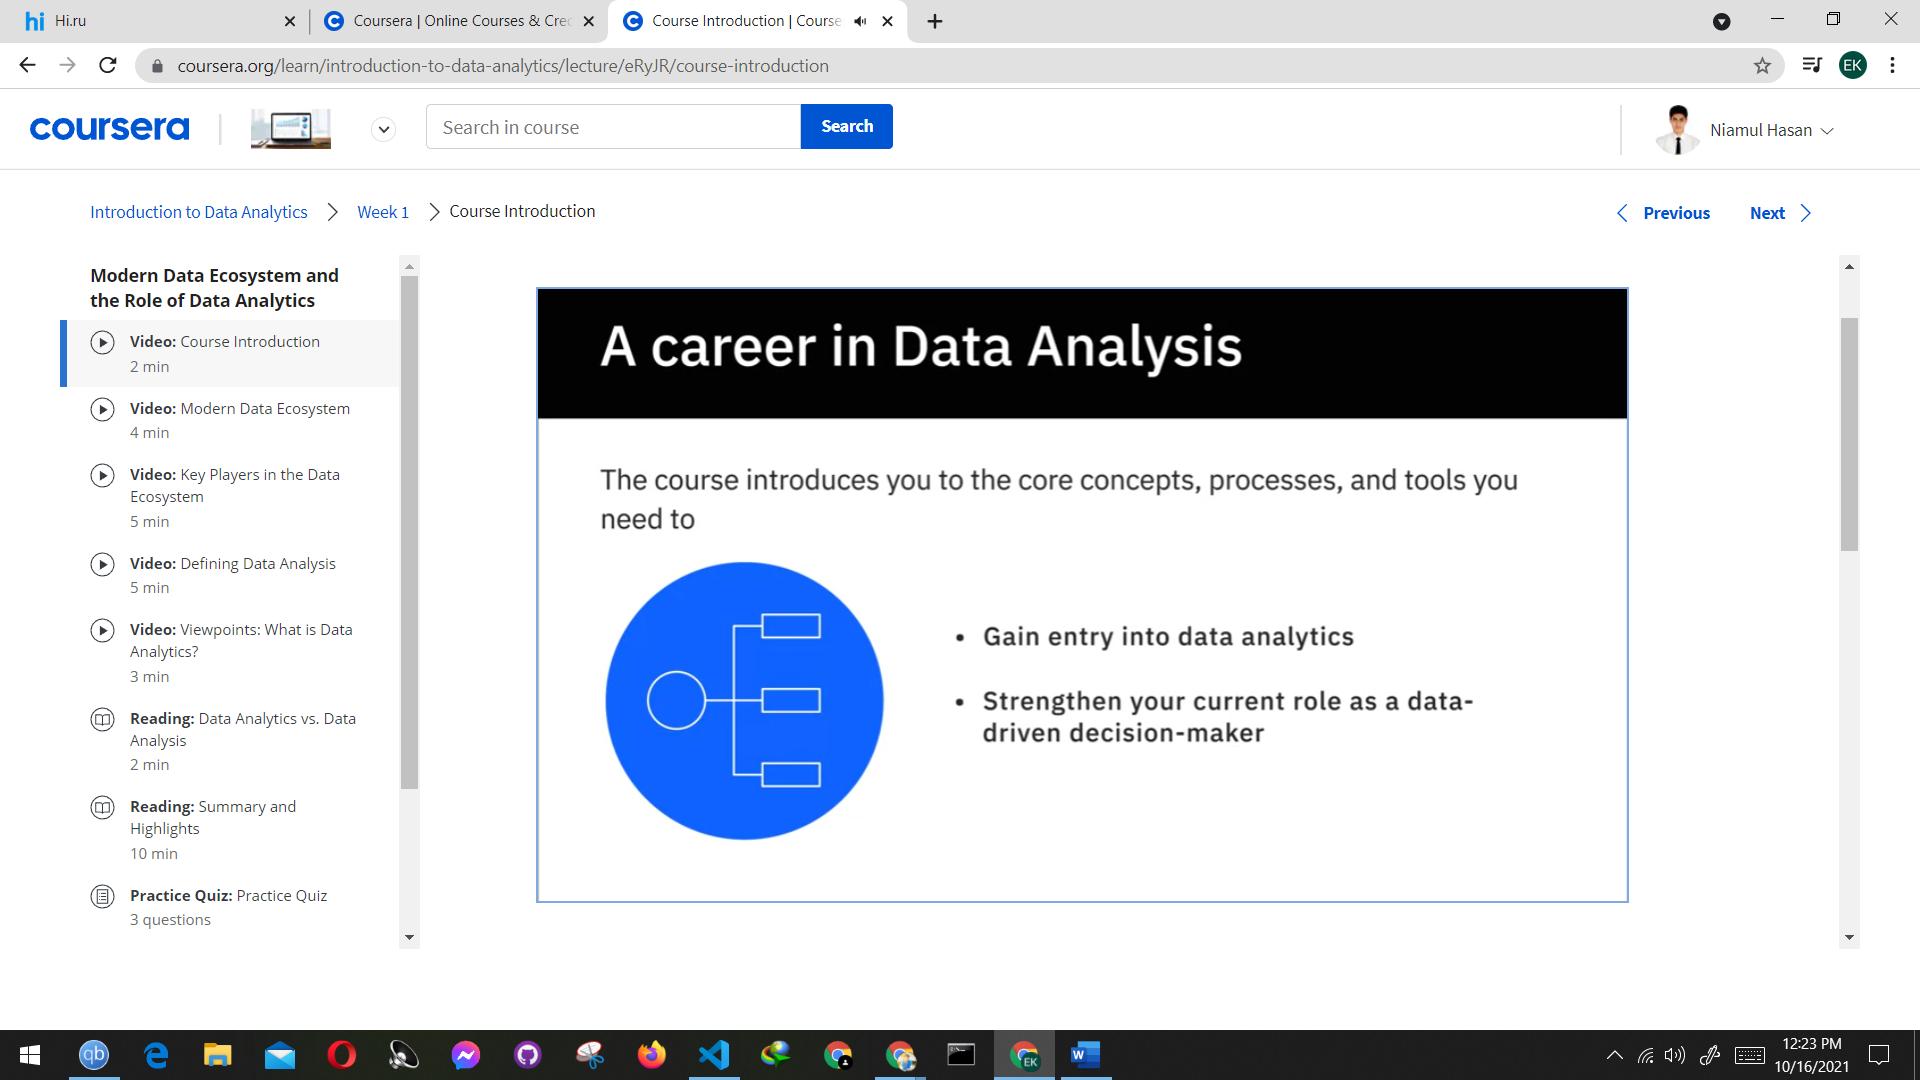 hi Hi.ru
Coursera | Online Courses & Cre
Course Introduction | Course
coursera.org/learn/introduction-to-data-analytics/lecture/eRyJR/course-introduction
EK
coursera
Search in course
Search
Niamul Hasan
Introduction to Data Analytics
Week 1
Course Introduction
Previous
Next
Modern Data Ecosystem and
the Role of Data Analytics
Video: Course Introduction
2 min
Video: Modern Data Ecosystem
4 min
Video: Key Players in the Data
Ecosystem
5 min
Video: Defining Data Analysis
5 min
Video: Viewpoints: What is Data
Analytics?
3 min
Reading: Data Analytics vs. Data
Analysis
2 min
Reading: Summary and
Highlights
10 min
Practice Quiz: Practice Quiz
3 questions
A career in Data Analysis
The course introduces you to the core concepts, processes, and tools you
need to
• Gain entry into data analytics
• Strengthen your current role as a data-
driven decision-maker
qb
EK
W
12:23 PM
10/16/2021